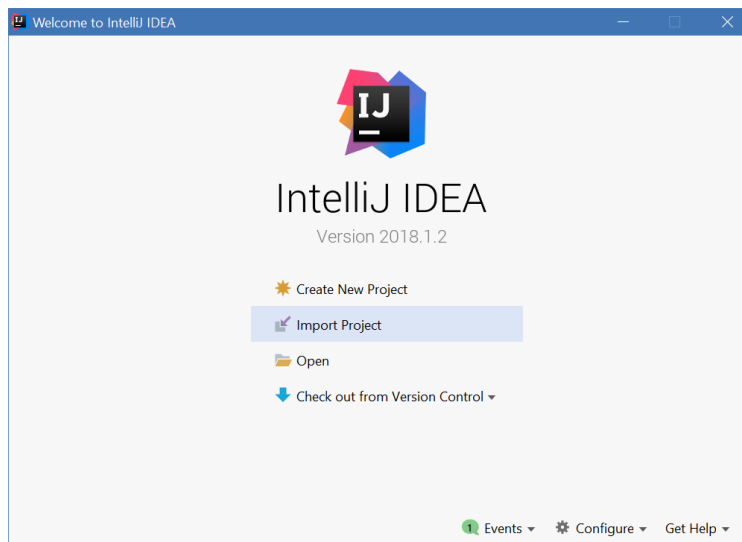 IJ Welcome to IntelliJ IDEA
IJ
IntelliJ IDEA
Version 2018.1.2
Create New Project
Import Project
Open
Check out from Version Control
1 Events Configure Get Help